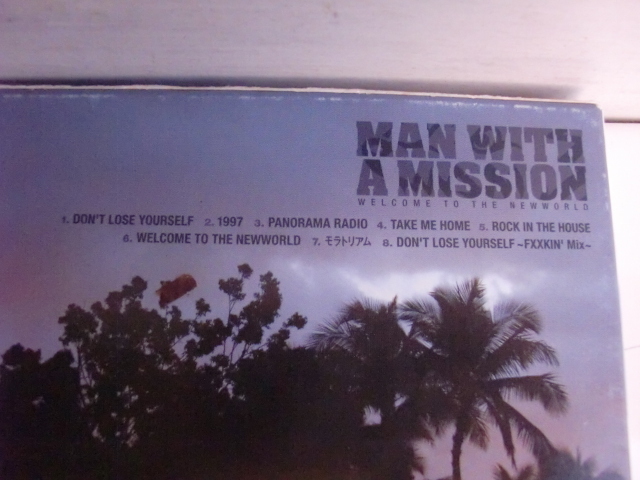 MAN WITH
A MISSION
WELCOME TO THE NEWWORLD
1. DON'T LOSE YOURSELF 2. 1997 3. PANORAMA RADIO 4. TAKE ME HOME 5. ROCK IN THE HOUSE
6. WELCOME TO THE NEWWORLD 7. モラトリアム 8. DON'T LOSE YOURSELF ~FXXKIN' Mix~